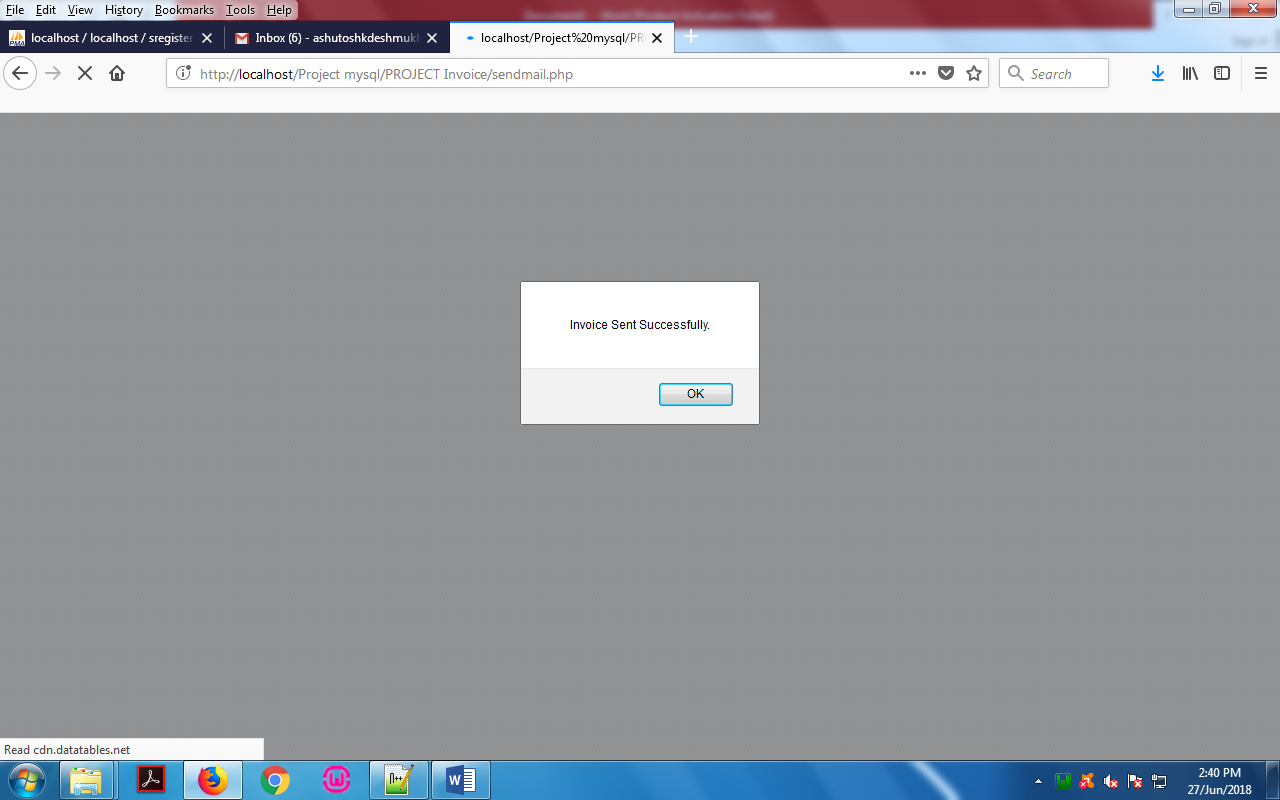 File Edit View History Bookmarks Tools Help
localhost / localhost / sregister
Inbox (6) - ashutoshkdeshmukh
localhost/Project%20mysql/PRO
http://localhost/Project mysql/PROJECT Invoice/sendmail.php
Search
Invoice Sent Successfully.
OK
Read cdn.datatables.net
2:40 PM
27/Jun/2018